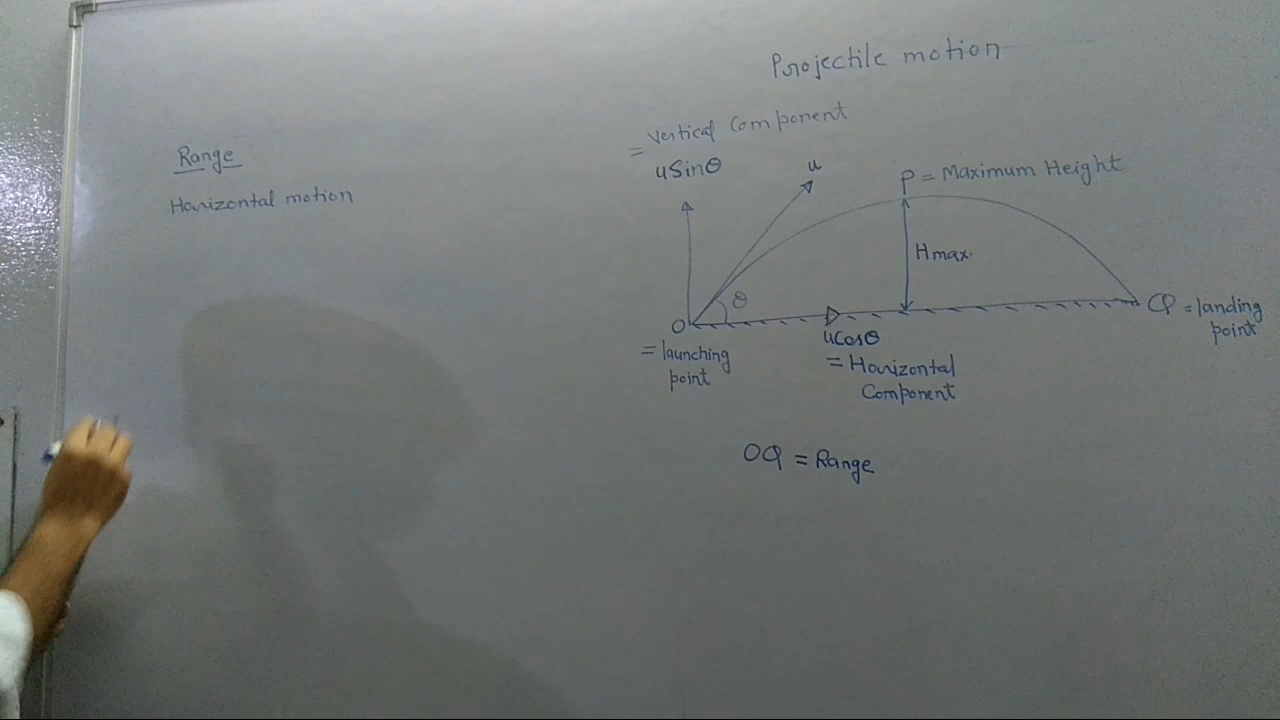 Projectile motion
Range
Horizontal motion
= Vertical Component
uSinθ
u
P = Maximum Height
Hmax.
θ
O
= launching
point
uCosθ
= Horizontal
Component
Q = landing
point
OQ = Range